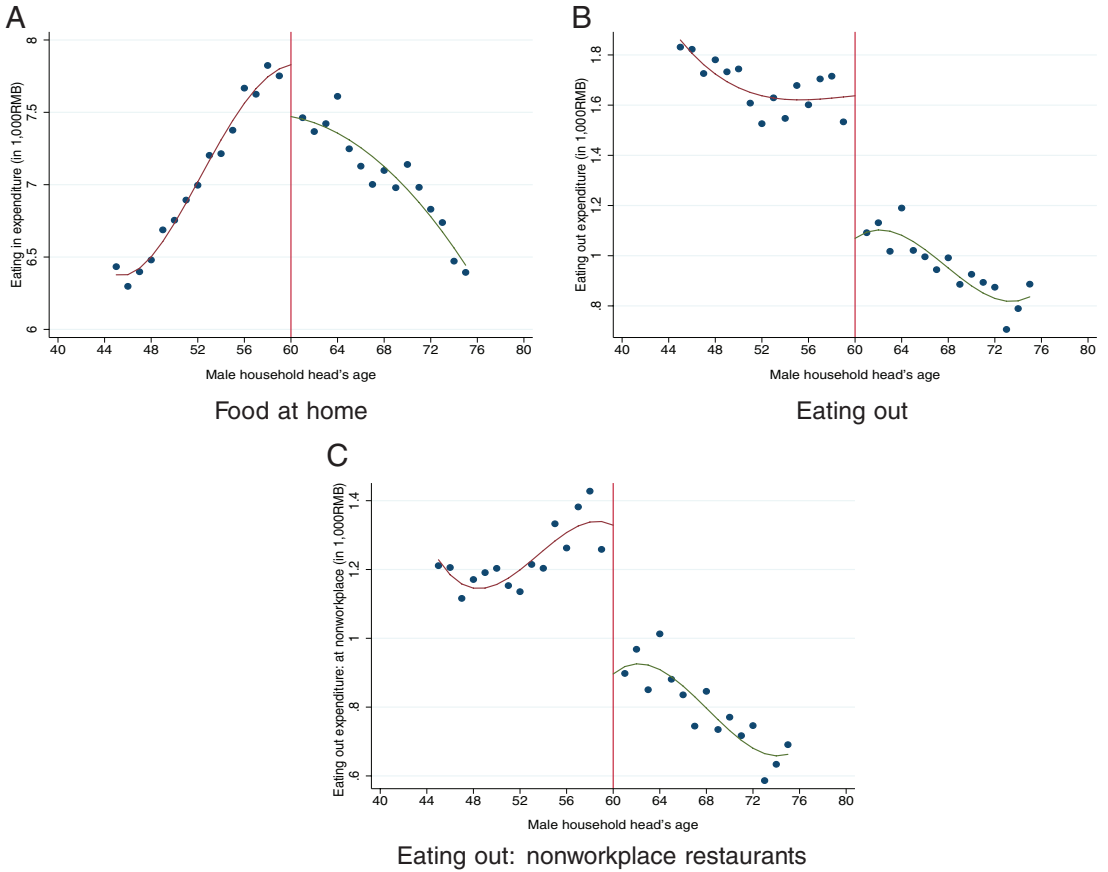 A
Eating in expenditure (in 1,000RMB)
8
7.5
7
6.5
6
40 44 48 52 56 60 64 68 72 76 80
Male household head's age
Food at home
B
Eating out expenditure (in 1,000RMB)
1.8
1.6
1.4
1.2
1
.8
40 44 48 52 56 60 64 68 72 76 80
Male household head's age
Eating out
C
Eating out expenditure: at nonworkplace (in 1,000RMB)
1.4
1.2
1
.8
.6
40 44 48 52 56 60 64 68 72 76 80
Male household head's age
Eating out: nonworkplace restaurants